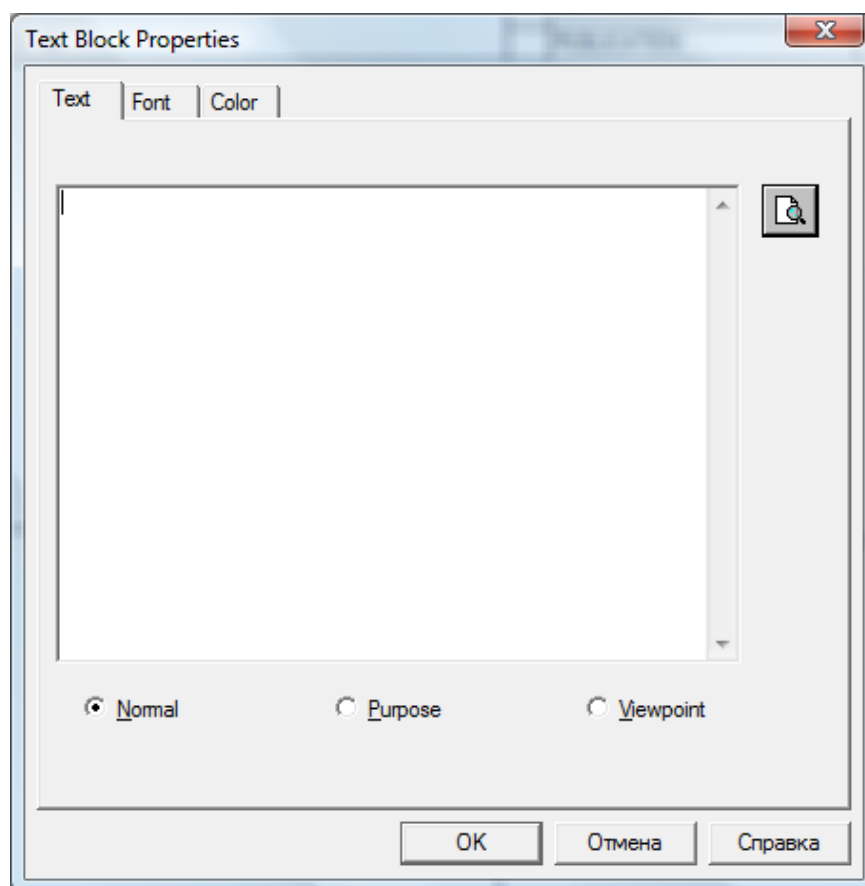 Text Block Properties
Text Font Color
Normal Purpose Viewpoint
OK Отмена Справка